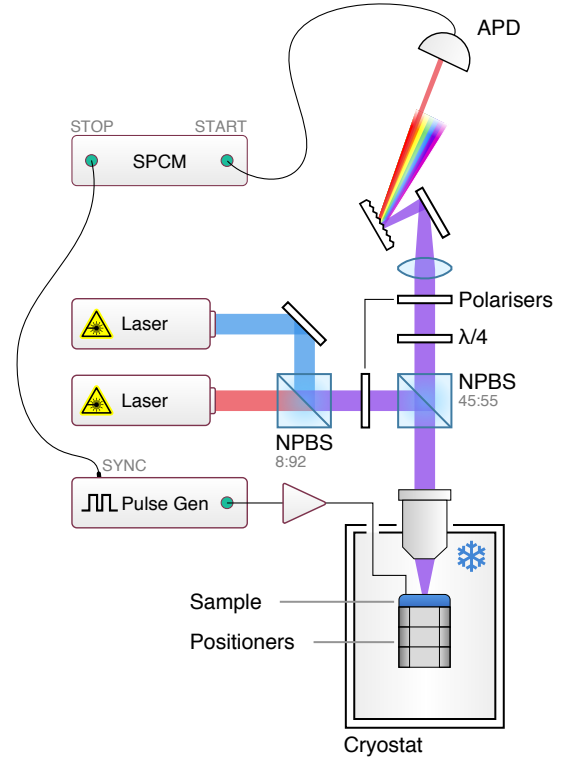 APD
STOP
START
SPCM
Polarisers
Laser
λ/4
Laser
NPBS
45:55
NPBS
8:92
SYNC
Pulse Gen
Sample
Positioners
Cryostat